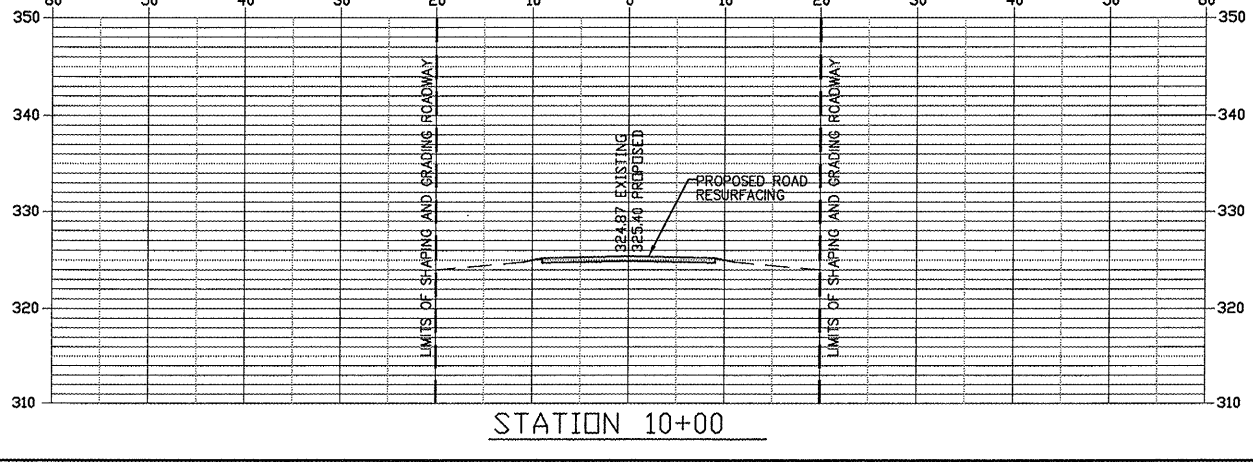 60 50 40 30 20 10 0 10 20 30 40 50 60
350 350
340 340
330 330
320 320
310 310
LIMITS OF SHAPING AND GRADING ROADWAY
324.87 EXISTING
325.40 PROPOSED
PROPOSED ROAD
RESURFACING
LIMITS OF SHAPING AND GRADING ROADWAY
STATION 10+00